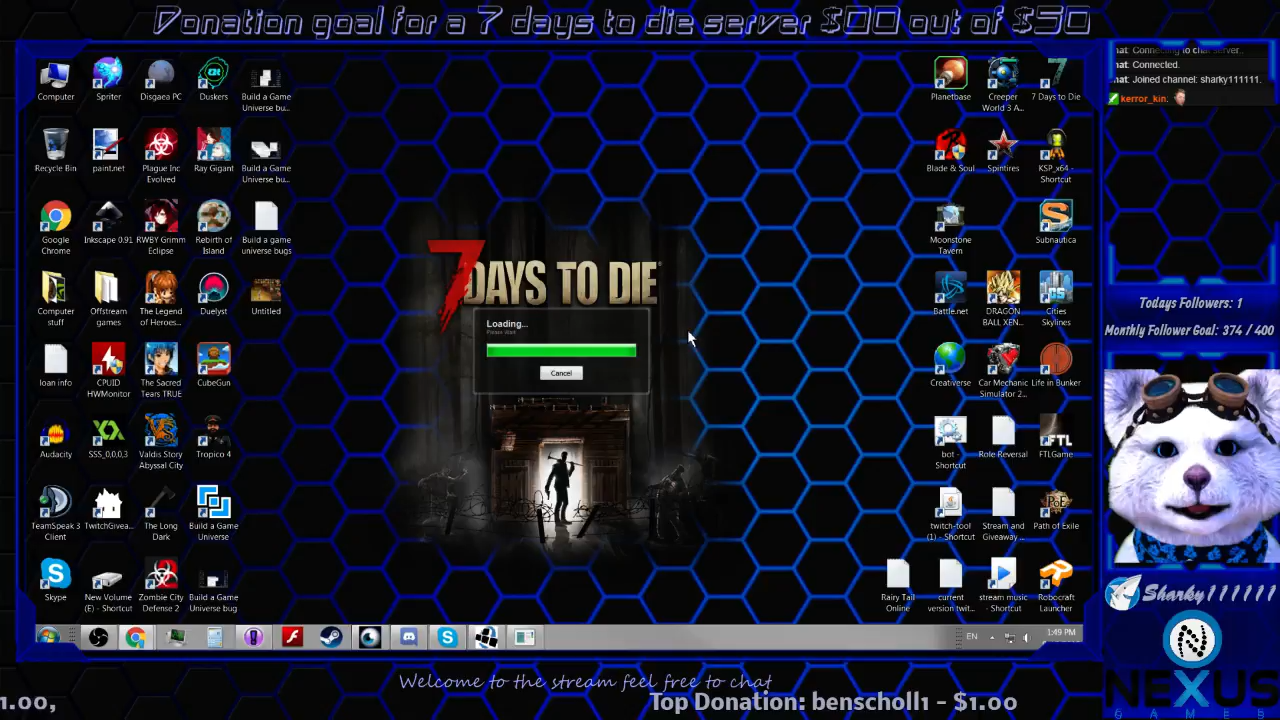 Donation goal for a 7 days to die server $00 out of $50
Computer
Spriter
Disgaea PC
Duskers
Build a Game
Universe bu...
Recycle Bin
paint.net
Plague Inc
Evolved
Ray Gigant
Build a Game
Universe bu...
Google
Chrome
Inkscape 0.91
RWBY Grimm
Eclipse
Rebirth of
Island
Build a game
universe bugs
Computer
stuff
Offstream
games
The Legend
of Heroes...
Duelyst
Untitled
loan info
CPUID
HWMonitor
The Sacred
Tears TRUE
CubeGun
Audacity
SSS_0,0,0,3
Valdis Story
Abyssal City
Tropico 4
TeamSpeak 3
Client
TwitchGivea...
The Long
Dark
Build a Game
Universe
Skype
New Volume
(E) - Shortcut
Zombie City
Defense 2
Build a Game
Universe bug
7 DAYS TO DIE
Loading...
Please Wait
Cancel
Planetbase
Creeper
World 3 A...
7 Days to Die
Blade & Soul
Spintires
KSP_x64 -
Shortcut
Moonstone
Tavern
Subnautica
Battle.net
DRAGON
BALL XEN...
Cities
Skylines
Creativerse
Car Mechanic
Simulator 2...
Life in Bunker
bot -
Shortcut
Role Reversal
FTL
FTLGame
twitch-tool
(1) - Shortcut
Stream and
Giveaway ...
Path of Exile
Rairy Tail
Online
current
version twit...
stream music
- Shortcut
Robocraft
Launcher
EN
1:49 PM
hat: Connecting to chat server..
hat: Connected.
hat: Joined channel: sharky111111.
kerror_kin:
Todays Followers: 1
Monthly Follower Goal: 374 / 400
Sharky111111
NEXUS
GAMES
Welcome to the stream feel free to chat
1.00,
Top Donation: benscholl1 - $1.00